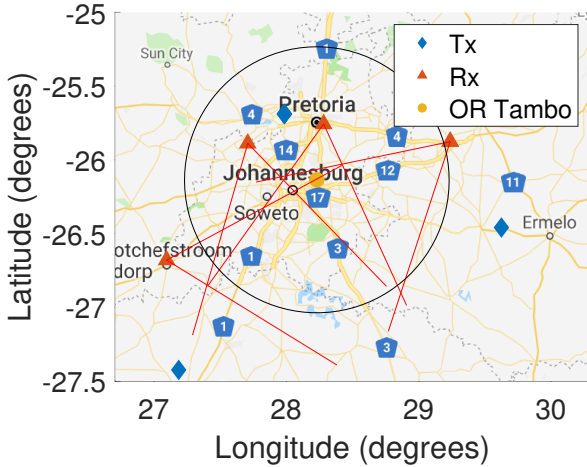 -25
-25.5
-26
-26.5
-27
-27.5
Latitude (degrees)
Tx
Rx
OR Tambo
Sun City
1
4
Pretoria
4
14
Johannesburg
12
11
17
Soweto
Ermelo
otchefstroom
dorp
1
3
1
3
27
28
29
30
Longitude (degrees)